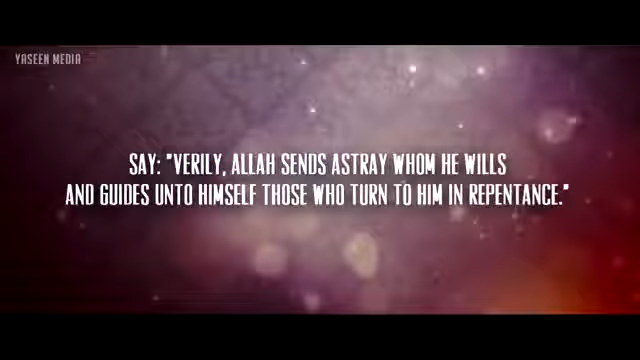 YASEEN MEDIA
SAY: "VERILY, ALLAH SENDS ASTRAY WHOM HE WILLS
AND GUIDES UNTO HIMSELF THOSE WHO TURN TO HIM IN REPENTANCE."